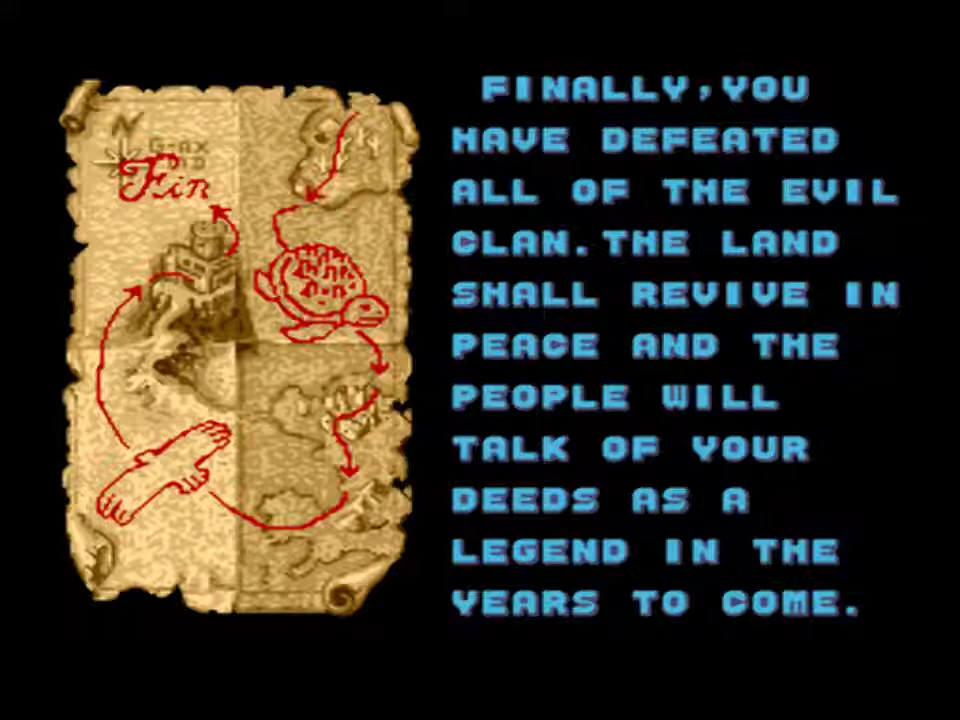 N
G-AX
Fin
FINALLY,YOU
HAVE DEFEATED
ALL OF THE EVIL
CLAN.THE LAND
SHALL REVIVE IN
PEACE AND THE
PEOPLE WILL
TALK OF YOUR
DEEDS AS A
LEGEND IN THE
YEARS TO COME.